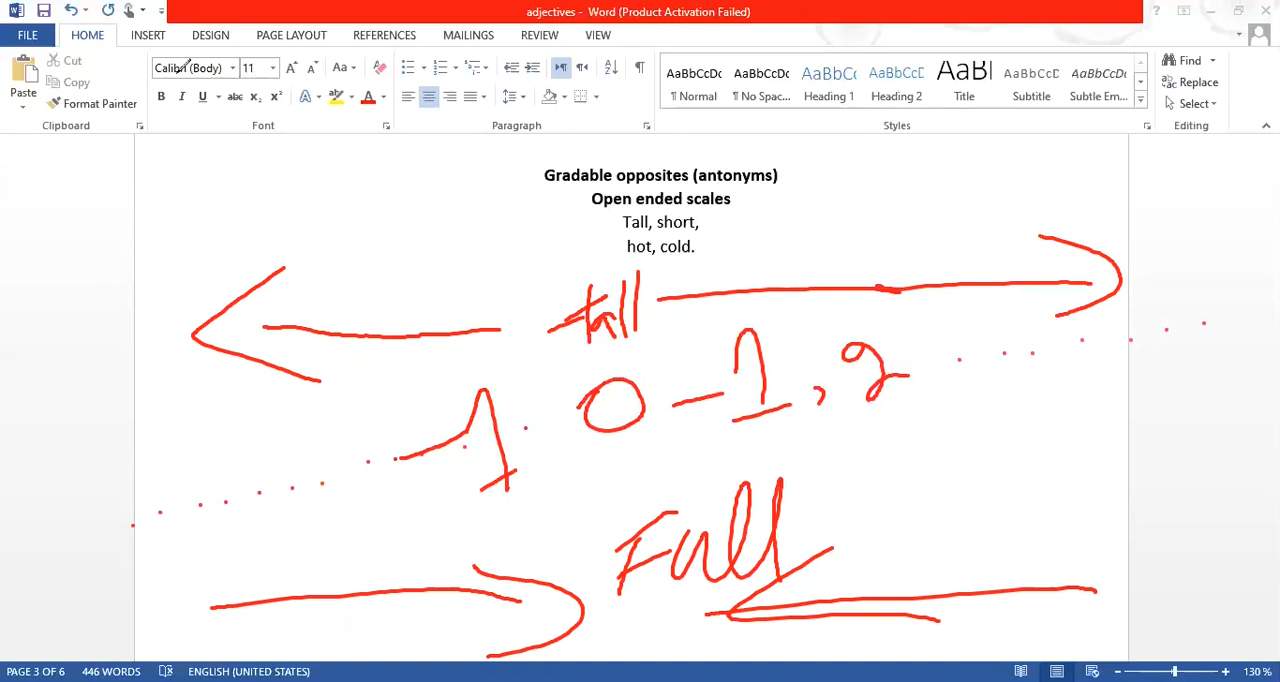 adjectives - Word (Product Activation Failed)
FILE HOME INSERT DESIGN PAGE LAYOUT REFERENCES MAILINGS REVIEW VIEW
Cut
Copy
Format Painter
Paste
Clipboard
Calibri (Body) 11
Font
Paragraph
AaBbCcDc AaBbCcDc AaBbCc AaBbCcD AaBl AaBbCcD AaBbCcDc
¶ Normal ¶ No Spac... Heading 1 Heading 2 Title Subtitle Subtle Em...
Styles
Find
Replace
Select
Editing
Gradable opposites (antonyms)
Open ended scales
Tall, short,
hot, cold.
tall
-1 0 - 1, 2
Full
PAGE 3 OF 6 446 WORDS ENGLISH (UNITED STATES) 130 %